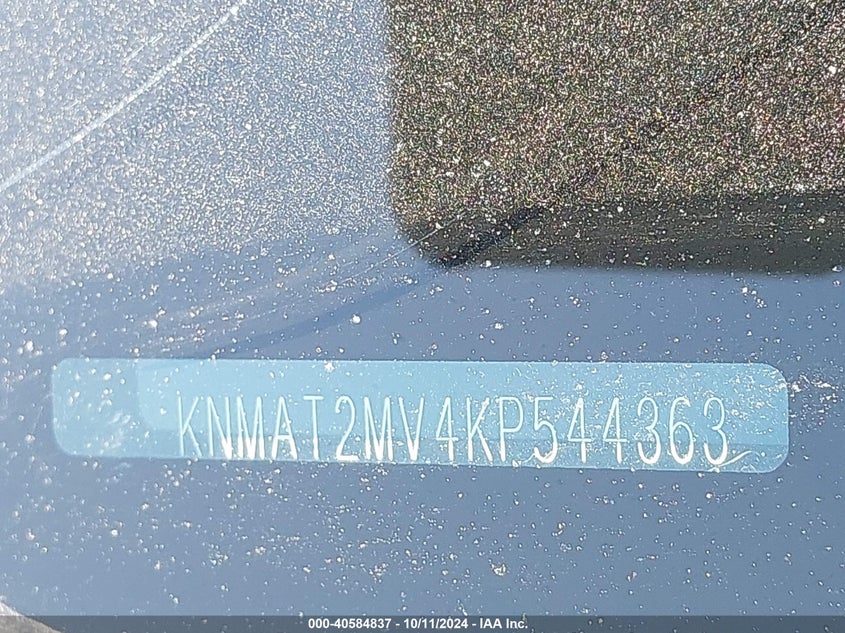 KNMAT2MV4KP544363
000-40584837 - 10/11/2024 - IAA Inc.